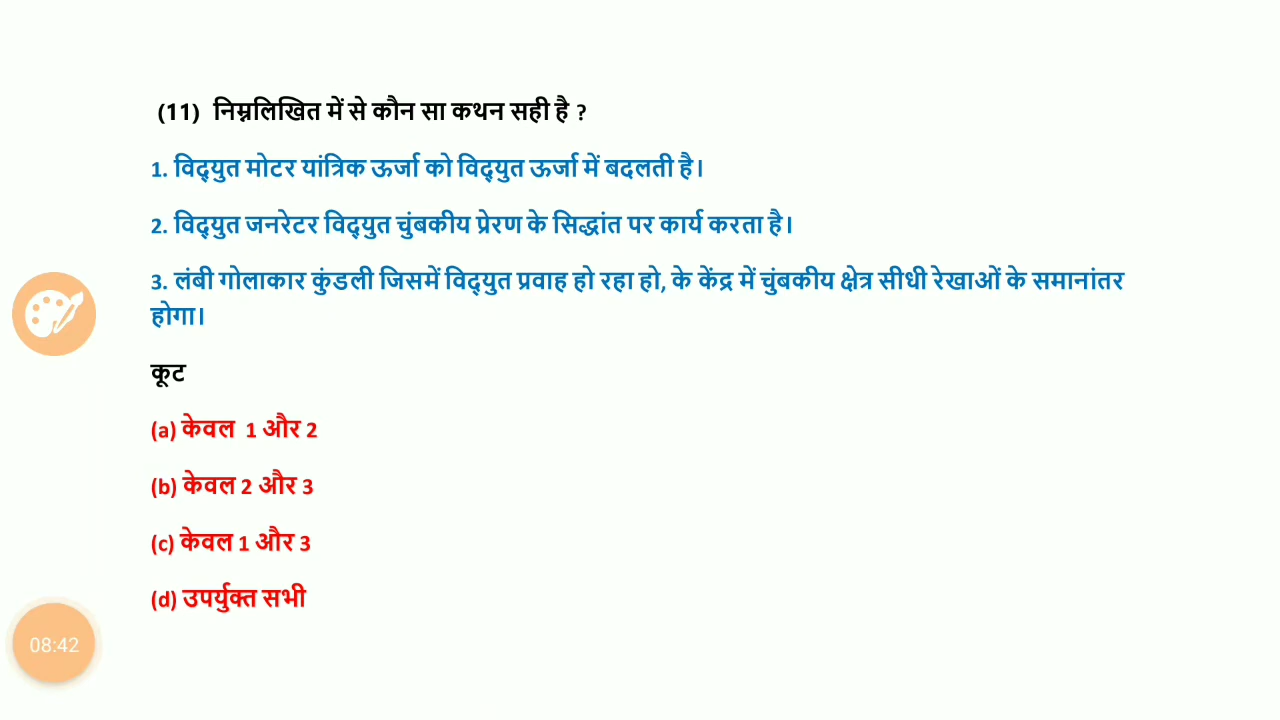 (11) निम्नलिखित में से कौन सा कथन सही है ?
1. विद्युत मोटर यांत्रिक ऊर्जा को विद्युत ऊर्जा में बदलती है।
2. विद्युत जनरेटर विद्युत चुंबकीय प्रेरण के सिद्धांत पर कार्य करता है।
3. लंबी गोलाकार कुंडली जिसमें विद्युत प्रवाह हो रहा हो, के केंद्र में चुंबकीय क्षेत्र सीधी रेखाओं के समानांतर
होगा।
कूट
(a) केवल 1 और 2
(b) केवल 2 और 3
(c) केवल 1 और 3
(d) उपर्युक्त सभी
08:42